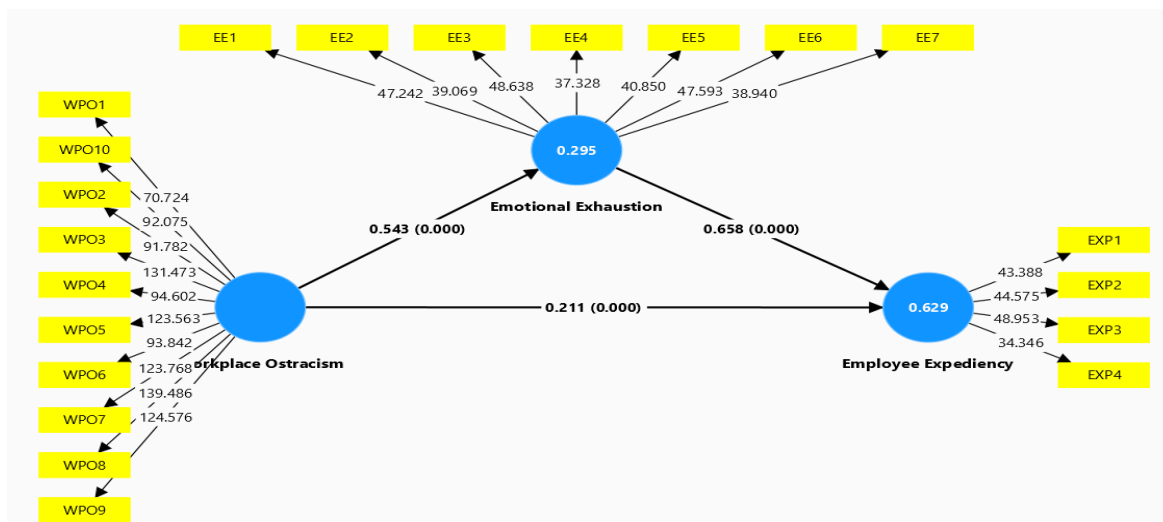 EE1 EE2 EE3 EE4 EE5 EE6 EE7
47.242 39.069 48.638 37.328 40.850 47.593 38.940
WPO1
WPO10
WPO2
WPO3
WPO4
WPO5
WPO6
WPO7
WPO8
WPO9
70.724
92.075
91.782
131.473
94.602
123.563
93.842
123.768
139.486
124.576
0.295
Emotional Exhaustion
0.543 (0.000)
0.658 (0.000)
0.211 (0.000)
orkplace Ostracism
0.629
Employee Expediency
43.388
44.575
48.953
34.346
EXP1
EXP2
EXP3
EXP4